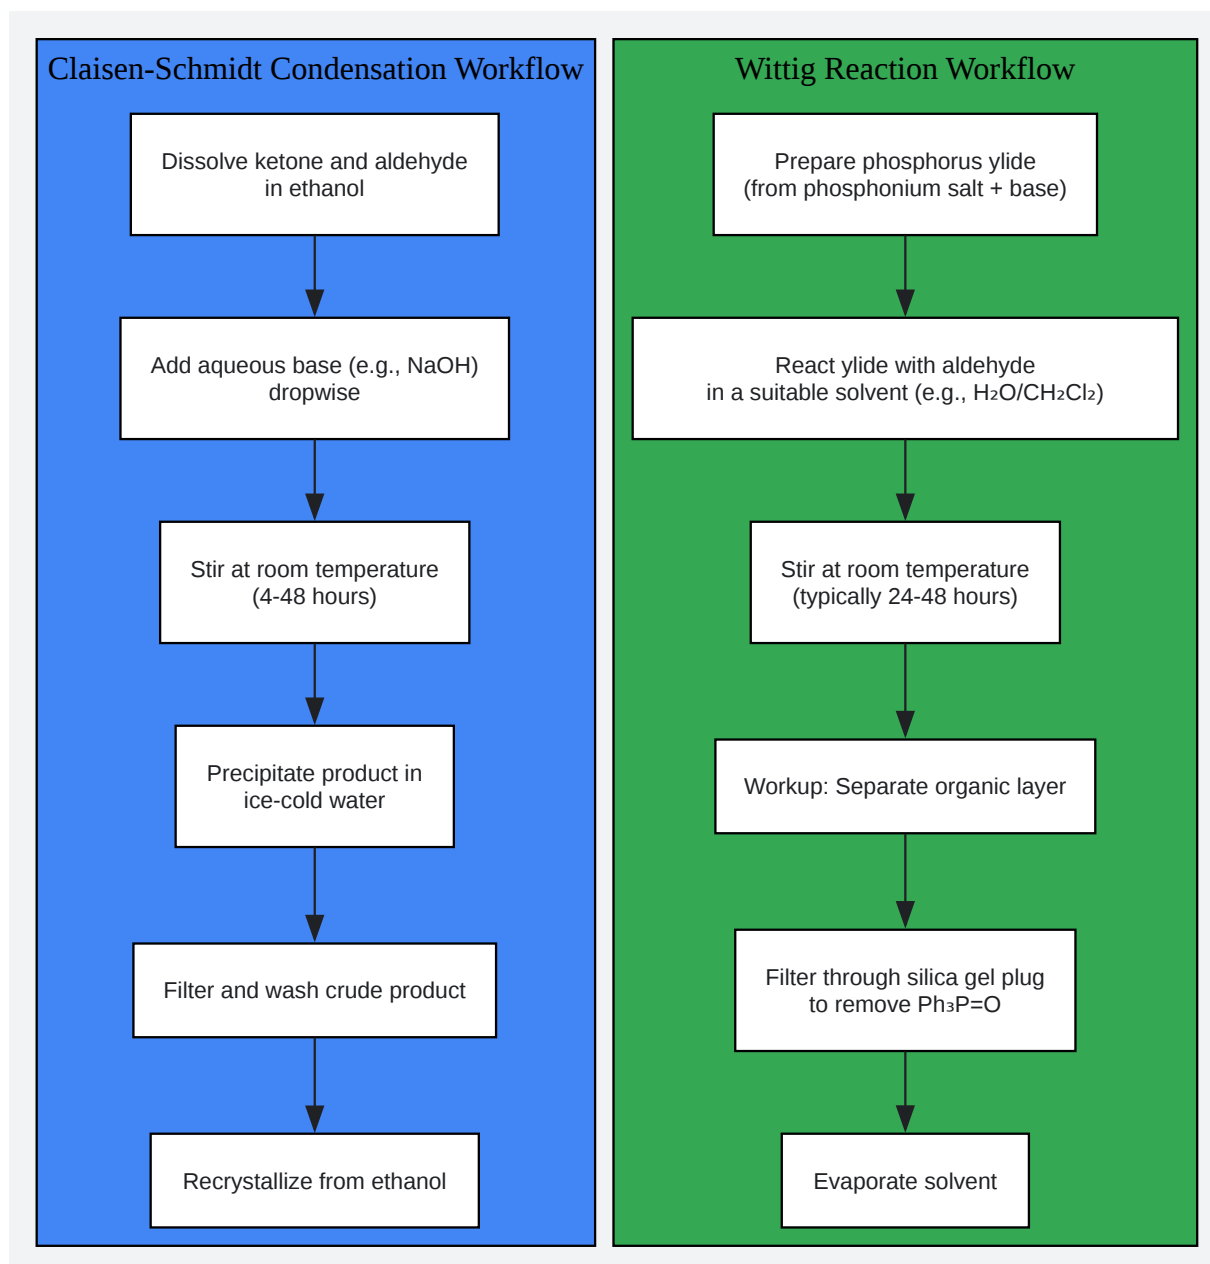 Claisen-Schmidt Condensation Workflow
Dissolve ketone and aldehyde
in ethanol
Add aqueous base (e.g., NaOH)
dropwise
Stir at room temperature
(4-48 hours)
Precipitate product in
ice-cold water
Filter and wash crude product
Recrystallize from ethanol
Wittig Reaction Workflow
Prepare phosphorus ylide
(from phosphonium salt + base)
React ylide with aldehyde
in a suitable solvent (e.g., H₂O/CH₂Cl₂)
Stir at room temperature
(typically 24-48 hours)
Workup: Separate organic layer
Filter through silica gel plug
to remove Ph₃P=O
Evaporate solvent